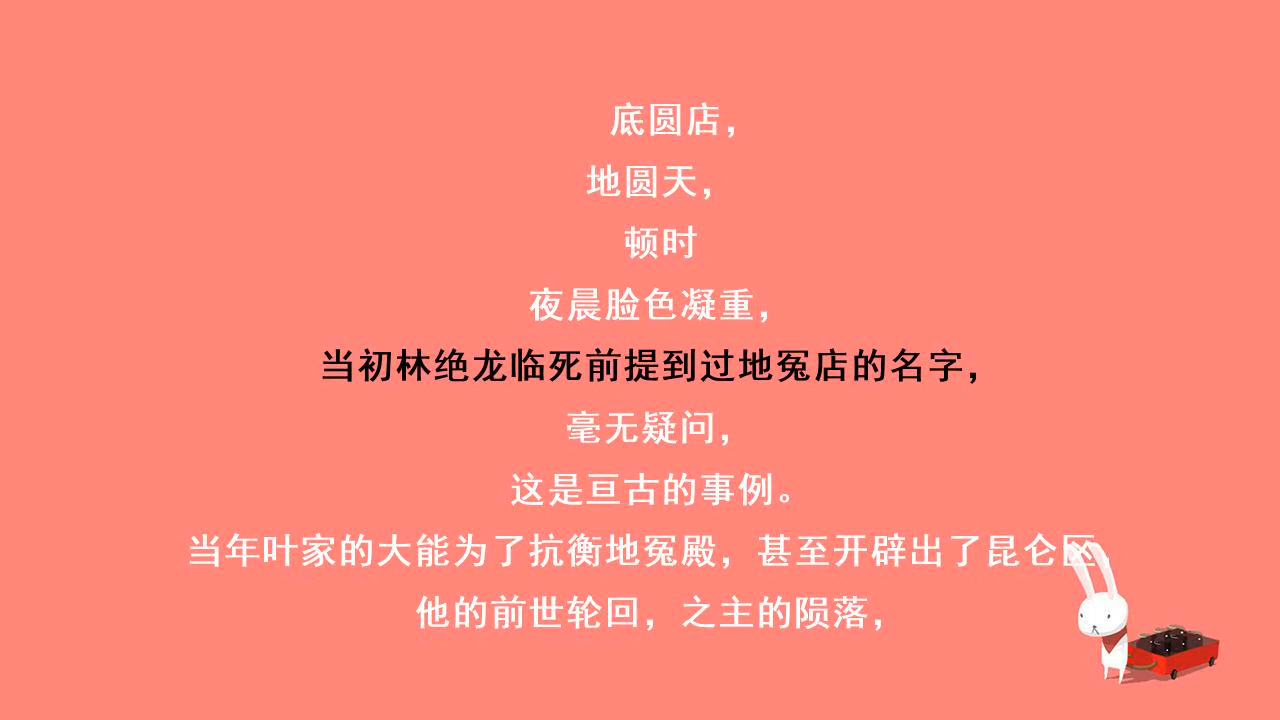 底圆店，
地圆天，
顿时
夜晨脸色凝重，
当初林绝龙临死前提到过地冤店的名字，
毫无疑问，
这是亘古的事例。
当年叶家的大能为了抗衡地冤殿，甚至开辟出了昆仑区，
他的前世轮回，之主的陨落，